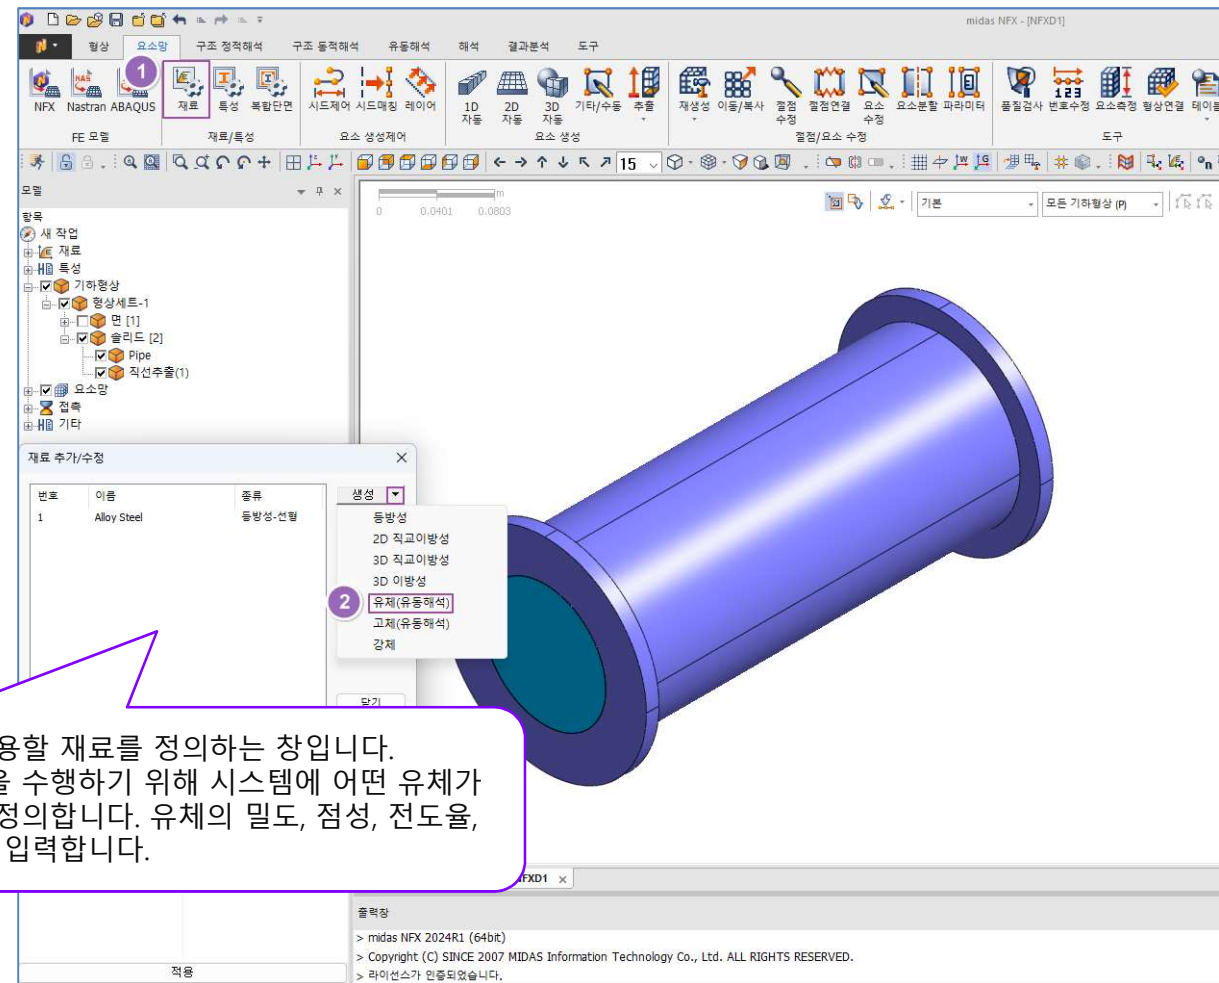 midas NFX - [NFXD1]
형상 요소망 구조 정적해석 구조 동적해석 유동해석 해석 결과분석 도구
1
NAS
123
NFX Nastran ABAQUS 재료 특성 복합단면 시드제어 시드매칭 레이어 1D 자동 2D 자동 3D 자동 기타/수동 추출 재생성 이동/복사 절점 수정 절점연결 요소 수정 요소분할 파라미터 품질검사 번호수정 요소측정 형상연결 테이블
FE 모델 재료/특성 요소 생성제어 요소 생성 절점/요소 수정 도구
15
모델
항목
새 작업
재료
특성
기하형상
형상세트-1
면 [1]
솔리드 [2]
Pipe
직선추출(1)
요소망
접촉
기타
m
0 0.0401 0.0803
기본 모든 기하형상 (P)
재료 추가/수정
번호 이름 종류
1 Alloy Steel 등방성-선형
생성
등방성
2D 직교이방성
3D 직교이방성
3D 이방성
2 유체(유동해석)
고체(유동해석)
강체
닫기
용할 재료를 정의하는 창입니다.
을 수행하기 위해 시스템에 어떤 유체가
정의합니다. 유체의 밀도, 점성, 전도율,
입력합니다.
FXD1
출력창
> midas NFX 2024R1 (64bit)
> Copyright (C) SINCE 2007 MIDAS Information Technology Co., Ltd. ALL RIGHTS RESERVED.
> 라이선스가 인증되었습니다.
적용